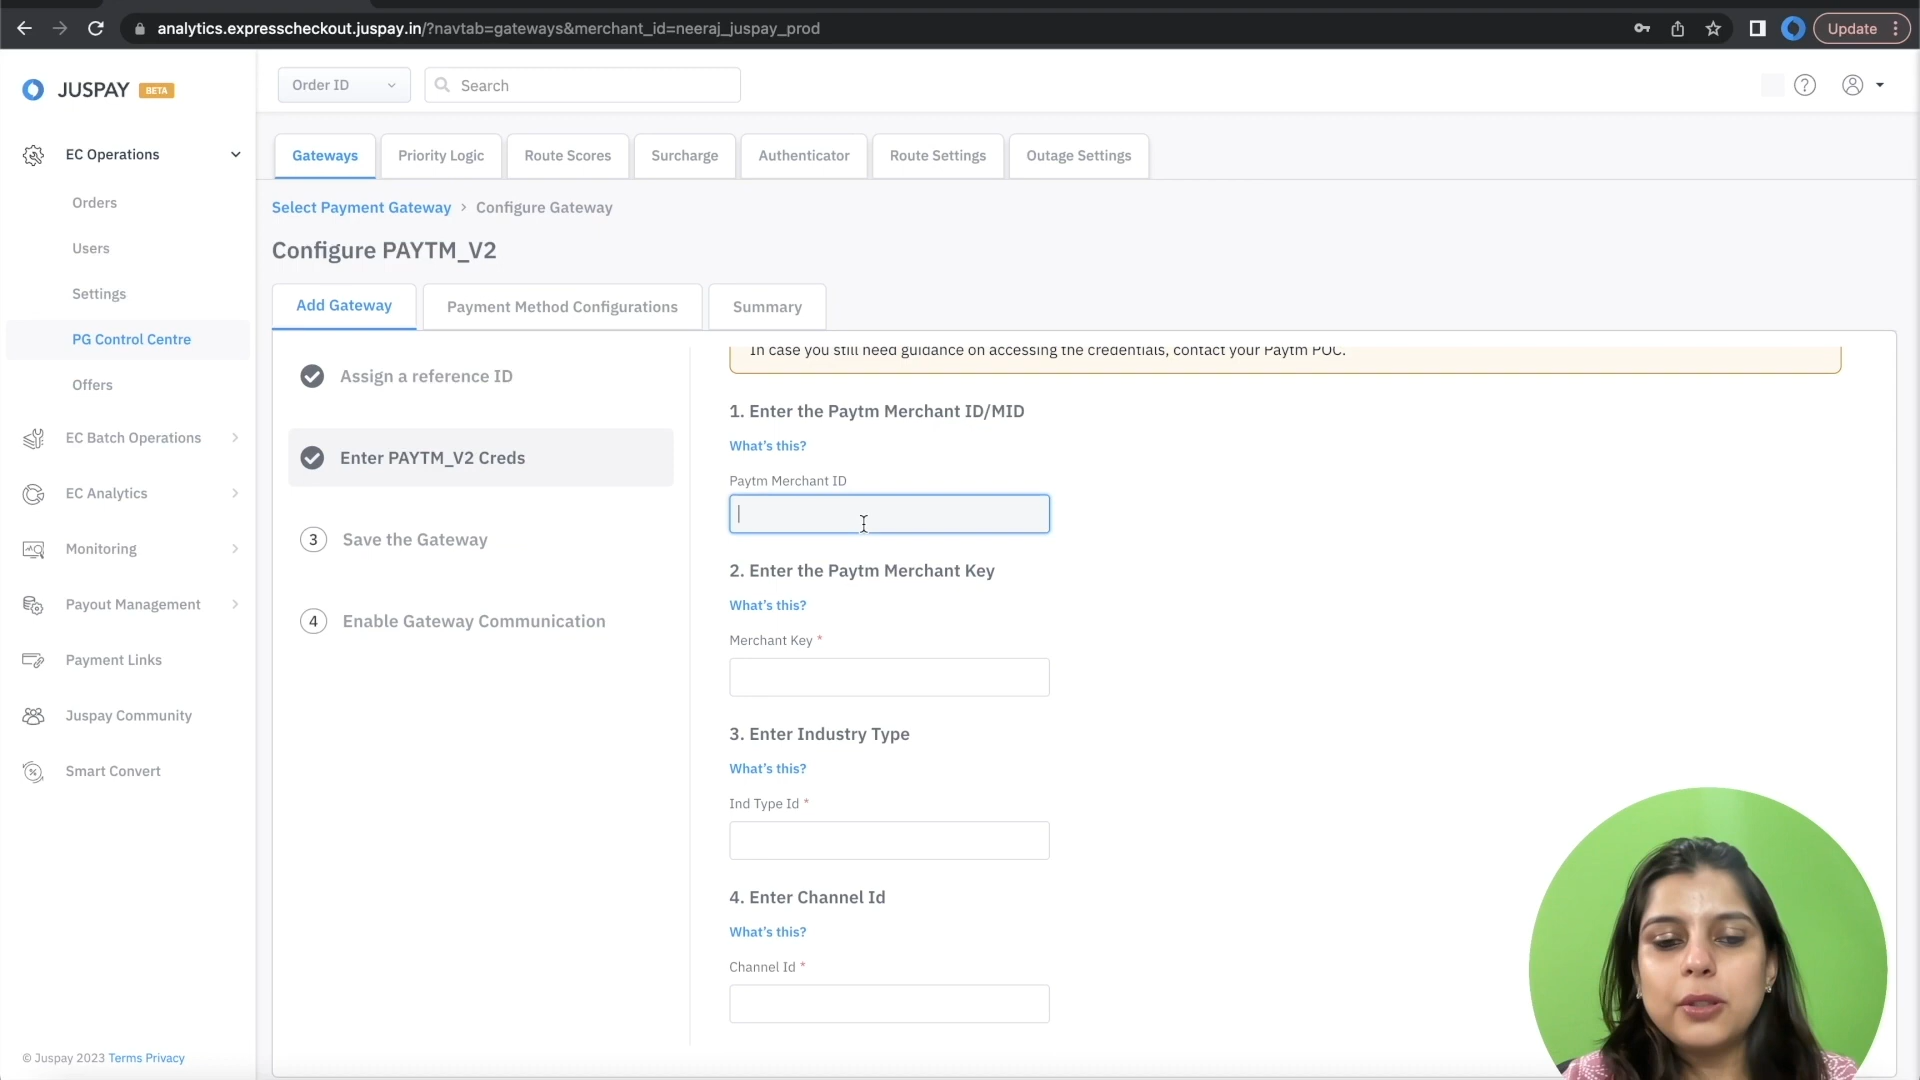 analytics.expresscheckout.juspay.in/?navtab=gateways&merchant_id=neeraj_juspay_prod
Update
JUSPAY BETA
Order ID
Search
EC Operations
Orders
Users
Settings
PG Control Centre
Offers
EC Batch Operations
EC Analytics
Monitoring
Payout Management
Payment Links
Juspay Community
Smart Convert
© Juspay 2023 Terms Privacy
Gateways
Priority Logic
Route Scores
Surcharge
Authenticator
Route Settings
Outage Settings
Select Payment Gateway > Configure Gateway
Configure PAYTM_V2
Add Gateway
Payment Method Configurations
Summary
Assign a reference ID
Enter PAYTM_V2 Creds
3 Save the Gateway
4 Enable Gateway Communication
In case you still need guidance on accessing the credentials, contact your Paytm POC.
1. Enter the Paytm Merchant ID/MID
What's this?
Paytm Merchant ID
2. Enter the Paytm Merchant Key
What's this?
Merchant Key *
3. Enter Industry Type
What's this?
Ind Type Id *
4. Enter Channel Id
What's this?
Channel Id *